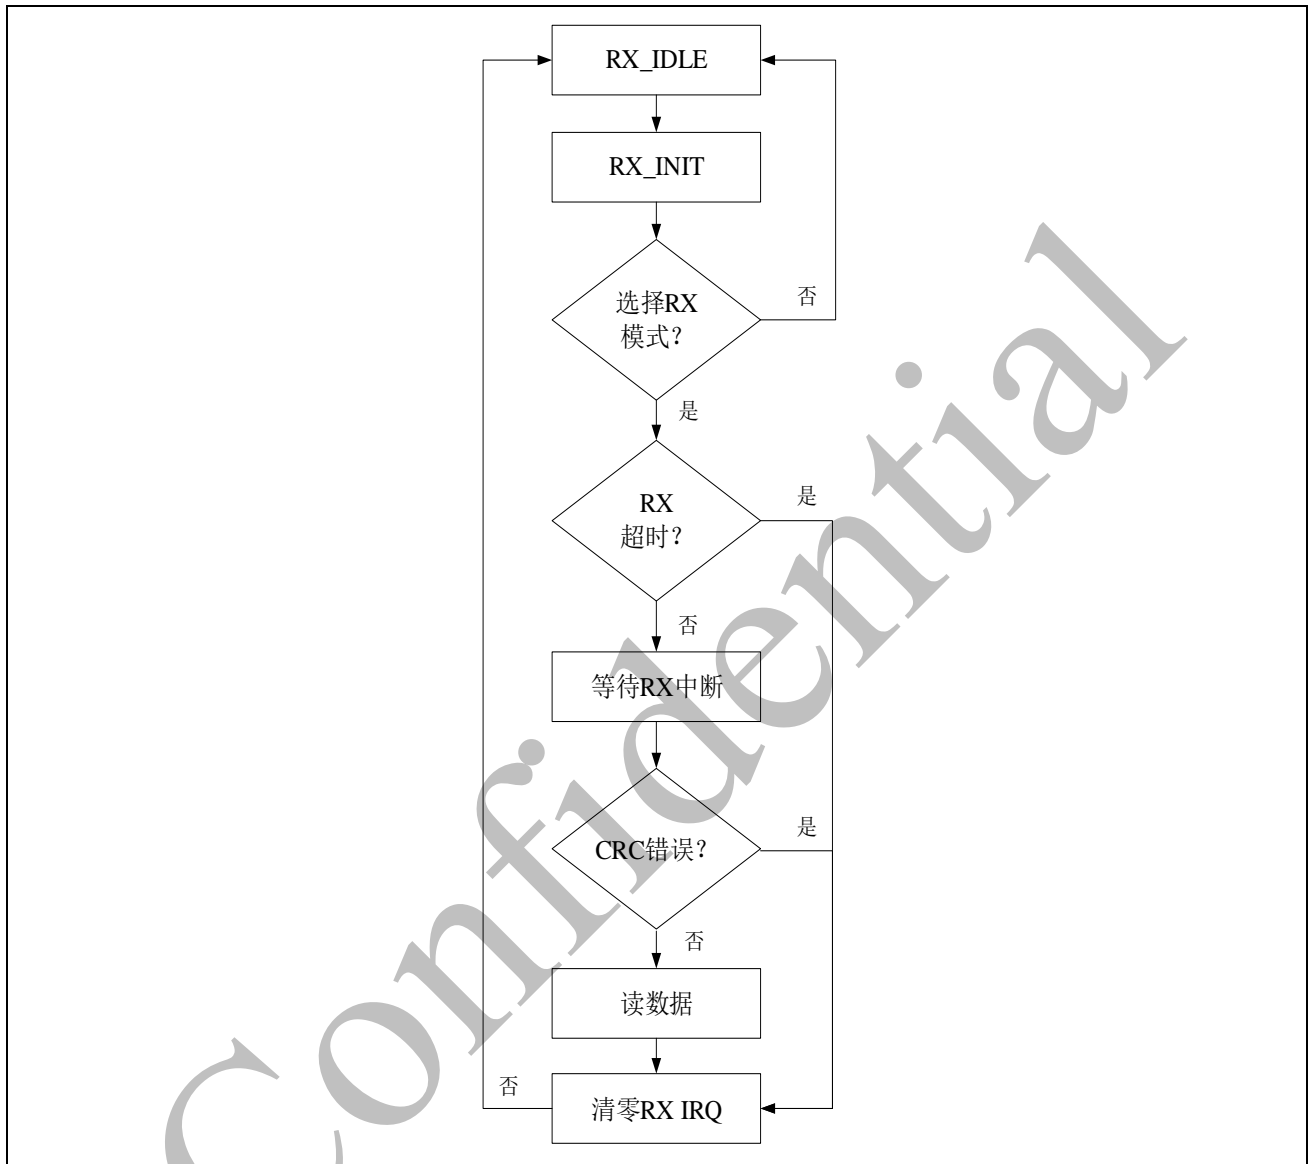 RX_IDLE
RX_INIT
选择RX
模式?
否
是
RX
超时?
是
否
等待RX中断
CRC错误?
是
否
读数据
否
清零RX IRQ
Confidential